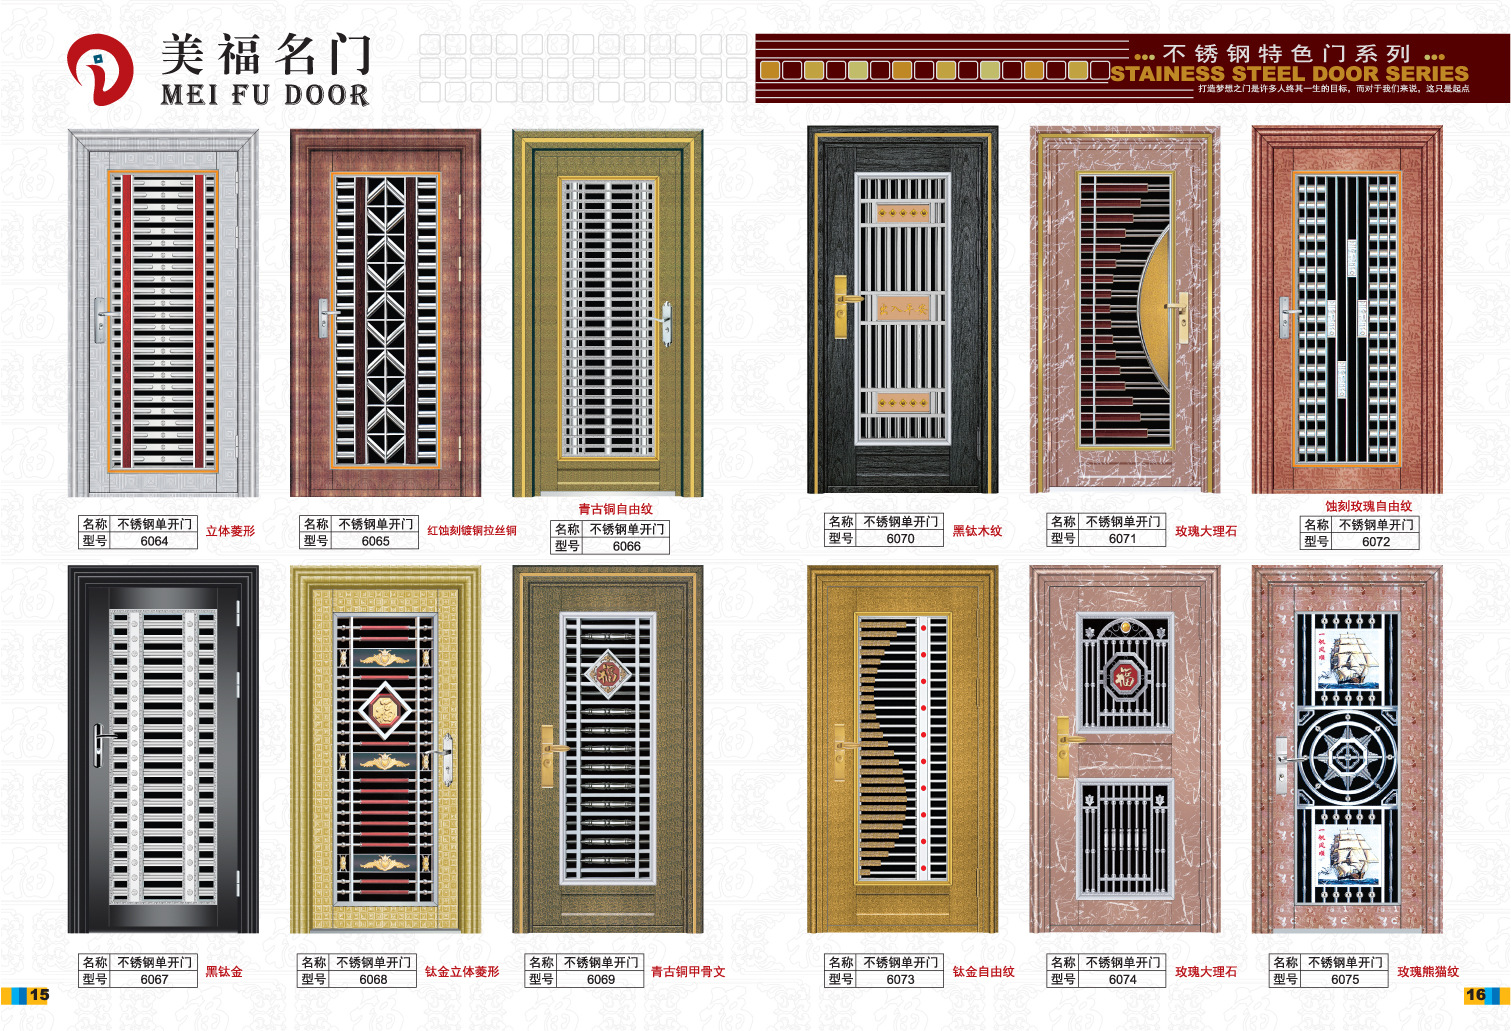 美福名门
MEI FU DOOR
不锈钢特色门系列
STAINESS STEEL DOOR SERIES
打造梦想之门是许多人终其一生的目标，而对于我们来说，这只是起点
名称 不锈钢单开门
型号 6064
立体菱形
名称 不锈钢单开门
型号 6065
红蚀刻镀铜拉丝铜
青古铜自由纹
名称 不锈钢单开门
型号 6066
名称 不锈钢单开门
型号 6070
黑钛木纹
名称 不锈钢单开门
型号 6071
玫瑰大理石
蚀刻玫瑰自由纹
名称 不锈钢单开门
型号 6072
福
福
福
一帆风顺
一帆风顺
名称 不锈钢单开门
型号 6067
黑钛金
名称 不锈钢单开门
型号 6068
钛金立体菱形
名称 不锈钢单开门
型号 6069
青古铜甲骨文
名称 不锈钢单开门
型号 6073
钛金自由纹
名称 不锈钢单开门
型号 6074
玫瑰大理石
名称 不锈钢单开门
型号 6075
玫瑰熊猫纹
15
16